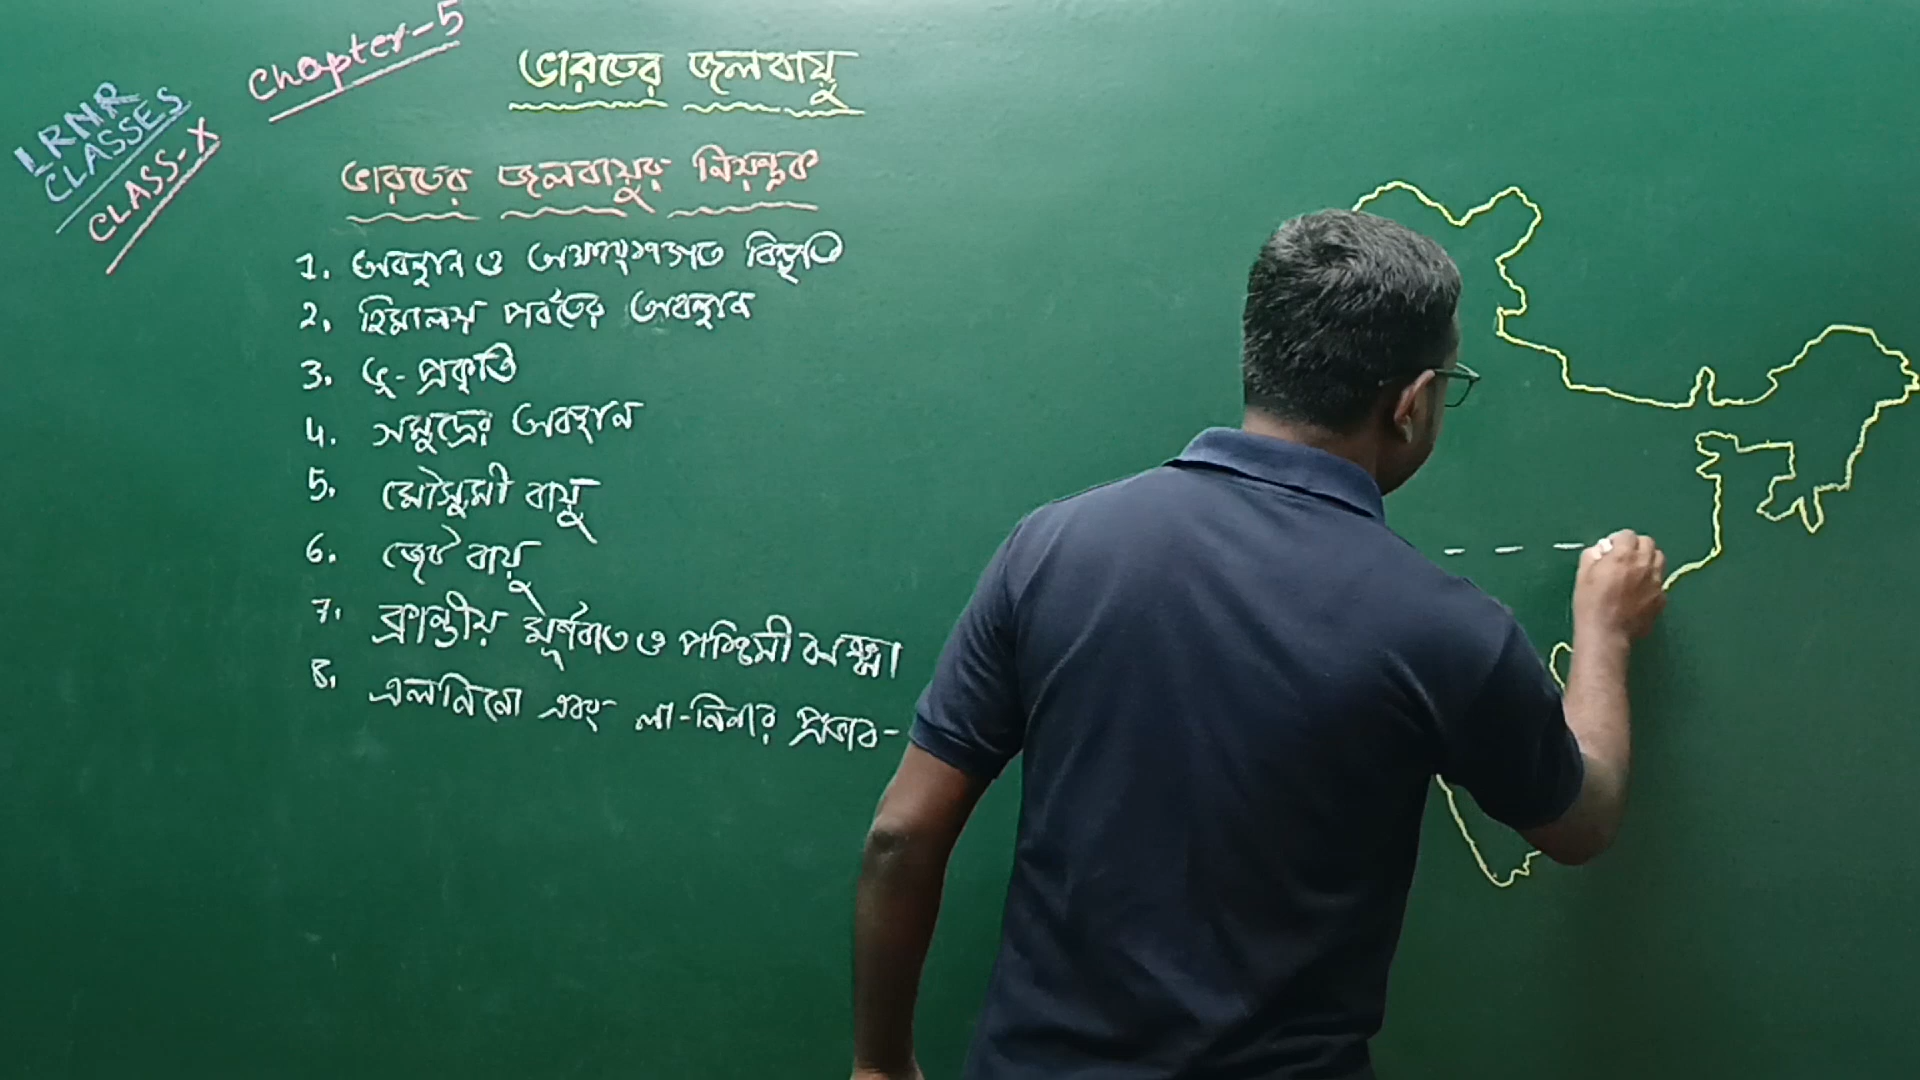 LRNR
CLASSES
CLASS-X
Chapter-5
ভারতের জলবায়ু
ভারতের জলবায়ুর নিয়ন্ত্রক
1. অবস্থান ও অক্ষাংশগত বিস্তৃতি
2. হিমালয় পর্বতের অবস্থান
3. ভূ-প্রকৃতি
4. সমুদ্রের অবস্থান
5. মৌসুমী বায়ু
6. জেট বায়ু
7. ক্রান্তীয় ঘূর্ণবাত ও পশ্চিমী ঝঞ্ঝা
8. এলনিনো এবং লা-নিনার প্রভাব-